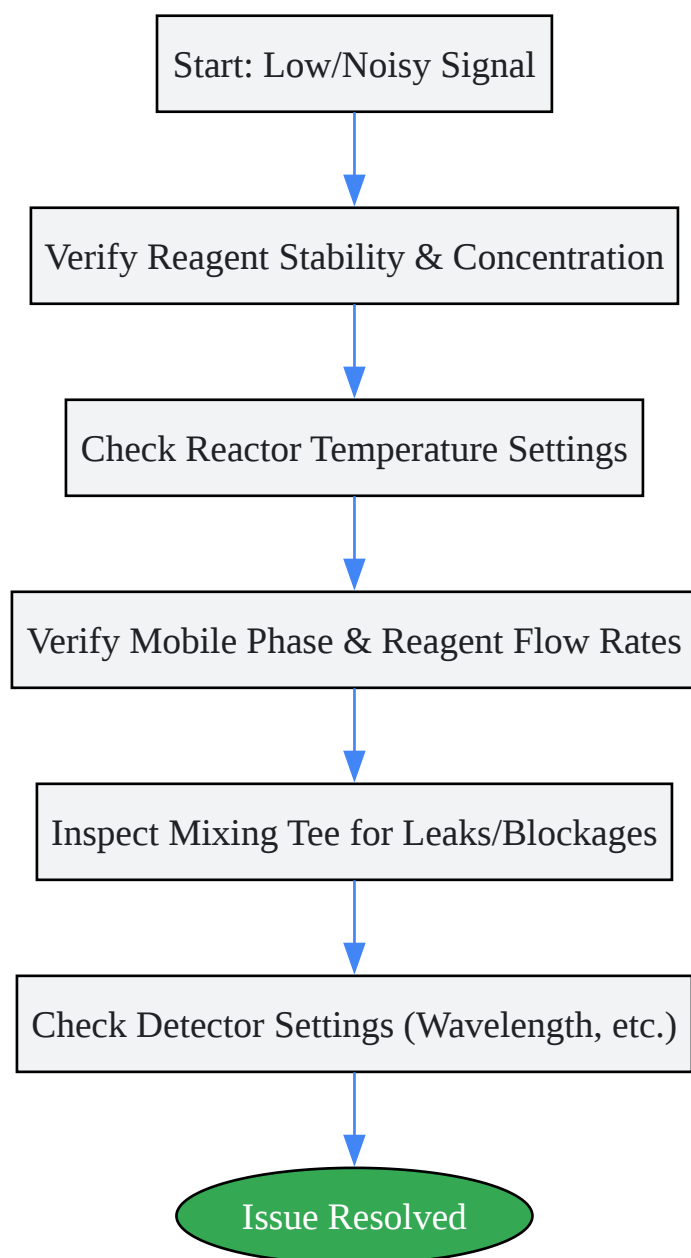 Start: Low/Noisy Signal
Verify Reagent Stability & Concentration
Check Reactor Temperature Settings
Verify Mobile Phase & Reagent Flow Rates
Inspect Mixing Tee for Leaks/Blockages
Check Detector Settings (Wavelength, etc.)
Issue Resolved